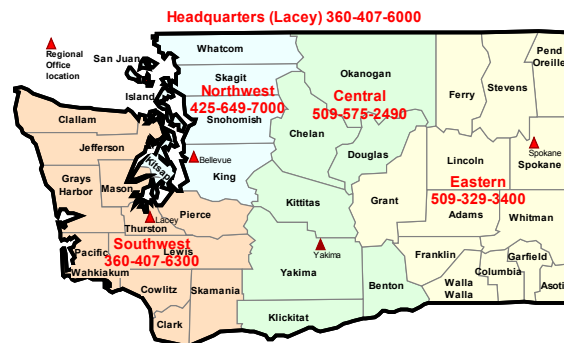 Headquarters (Lacey) 360-407-6000
Regional
Office
location
San Juan
Whatcom
Pend
Oreille
Skagit
Okanogan
Stevens
Ferry
Island
Northwest
425-649-7000
Central
509-575-2490
Snohomish
Clallam
Chelan
Jefferson
Kitsap
Bellevue
Douglas
Lincoln
Spokane
Spokane
King
Grays
Harbor
Mason
Eastern
509-329-3400
Kittitas
Grant
Adams
Whitman
Lacey
Thurston
Pierce
Southwest
360-407-6300
Pacific
Lewis
Yakima
Wahkiakum
Yakima
Franklin
Garfield
Columbia
Benton
Walla
Walla
Asoti
Cowlitz
Skamania
Klickitat
Clark